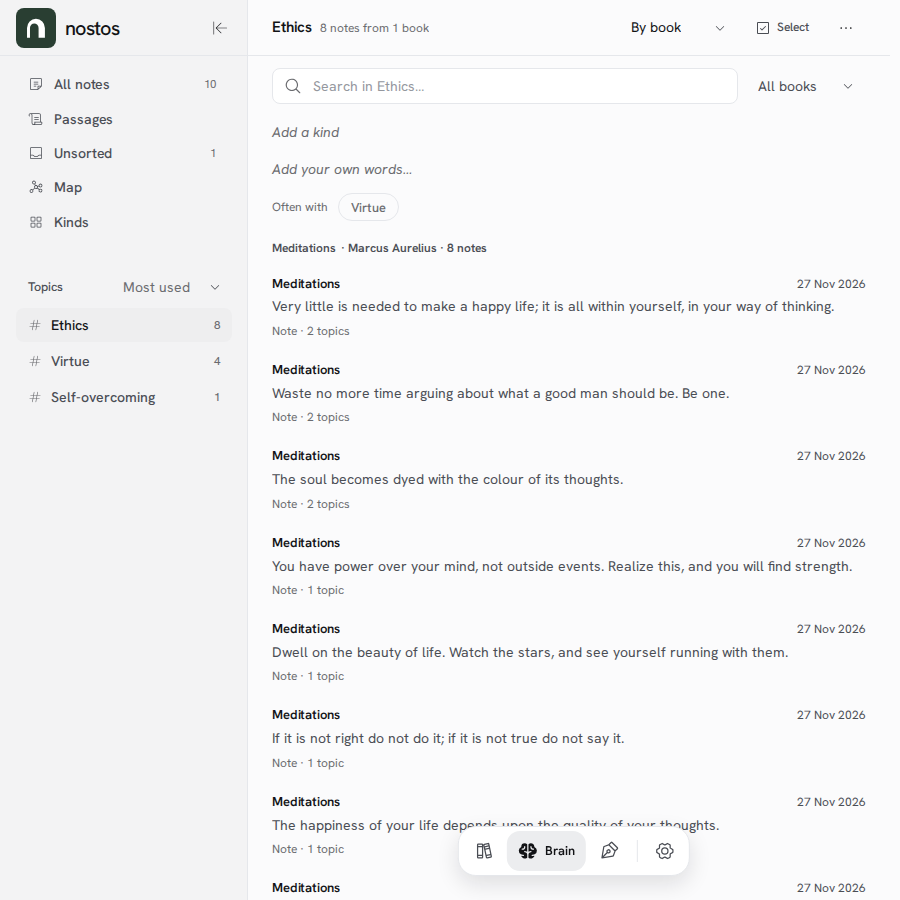 nostos
Ethics 8 notes from 1 book
By book
Select
All notes 10
Passages
Unsorted 1
Map
Kinds
Topics Most used
# Ethics 8
# Virtue 4
# Self-overcoming 1
Search in Ethics...
All books
Add a kind
Add your own words...
Often with Virtue
Meditations · Marcus Aurelius · 8 notes
Meditations 27 Nov 2026
Very little is needed to make a happy life; it is all within yourself, in your way of thinking.
Note · 2 topics
Meditations 27 Nov 2026
Waste no more time arguing about what a good man should be. Be one.
Note · 2 topics
Meditations 27 Nov 2026
The soul becomes dyed with the colour of its thoughts.
Note · 2 topics
Meditations 27 Nov 2026
You have power over your mind, not outside events. Realize this, and you will find strength.
Note · 1 topic
Meditations 27 Nov 2026
Dwell on the beauty of life. Watch the stars, and see yourself running with them.
Note · 1 topic
Meditations 27 Nov 2026
If it is not right do not do it; if it is not true do not say it.
Note · 1 topic
Meditations 27 Nov 2026
The happiness of your life depends upon the quality of your thoughts.
Note · 1 topic
Brain
Meditations 27 Nov 2026